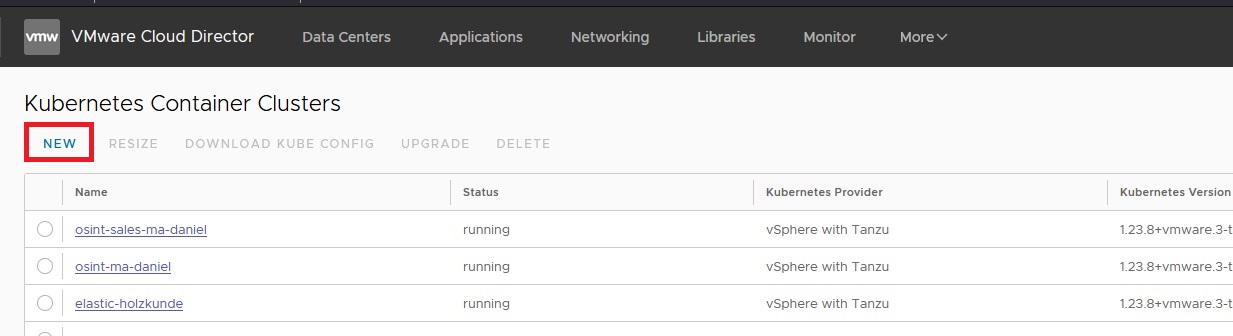 vmw VMware Cloud Director Data Centers Applications Networking Libraries Monitor More
Kubernetes Container Clusters
NEW RESIZE DOWNLOAD KUBE CONFIG UPGRADE DELETE
Name Status Kubernetes Provider Kubernetes Version
osint-sales-ma-daniel running vSphere with Tanzu 1.23.8+vmware.3-t
osint-ma-daniel running vSphere with Tanzu 1.23.8+vmware.3-t
elastic-holzkunde running vSphere with Tanzu 1.23.8+vmware.3-t